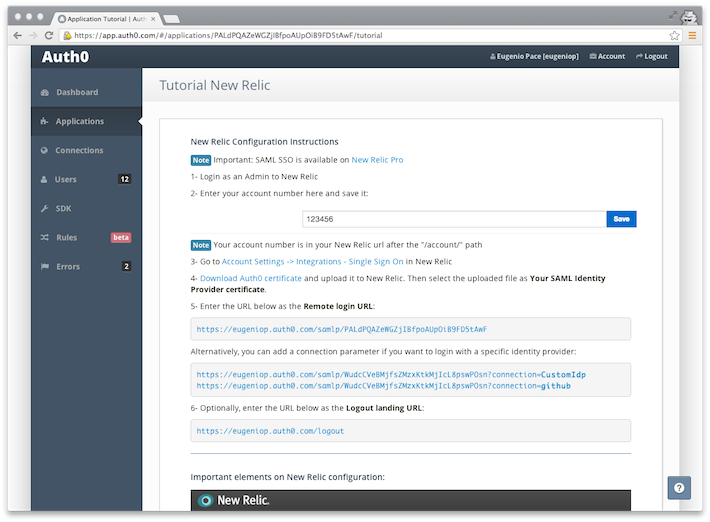 Application Tutorial | Auth
https://app.auth0.com/#/applications/PALdPQAZeWGZjIBfpoAUpOiB9FD5tAwF/tutorial
Auth0
Eugenio Pace [eugeniop] Account Logout
Dashboard
Applications
Connections
Users 12
SDK
Rules beta
Errors 2
Tutorial New Relic
New Relic Configuration Instructions
Note Important: SAML SSO is available on New Relic Pro
1- Login as an Admin to New Relic
2- Enter your account number here and save it:
123456 Save
Note Your account number is in your New Relic url after the "/account/" path
3- Go to Account Settings -> Integrations - Single Sign On in New Relic
4- Download Auth0 certificate and upload it to New Relic. Then select the uploaded file as Your SAML Identity
Provider certificate.
5- Enter the URL below as the Remote login URL:
https://eugeniop.auth0.com/samlp/PALdPQAZeWGZjIBfpoAUpOiB9FD5tAwF
Alternatively, you can add a connection parameter if you want to login with a specific identity provider:
https://eugeniop.auth0.com/samlp/WudcCVeBMjfsZMzxKtkMjIcL8pswPOsn?connection=CustomIdp
https://eugeniop.auth0.com/samlp/WudcCVeBMjfsZMzxKtkMjIcL8pswPOsn?connection=github
6- Optionally, enter the URL below as the Logout landing URL:
https://eugeniop.auth0.com/logout
Important elements on New Relic configuration:
New Relic.